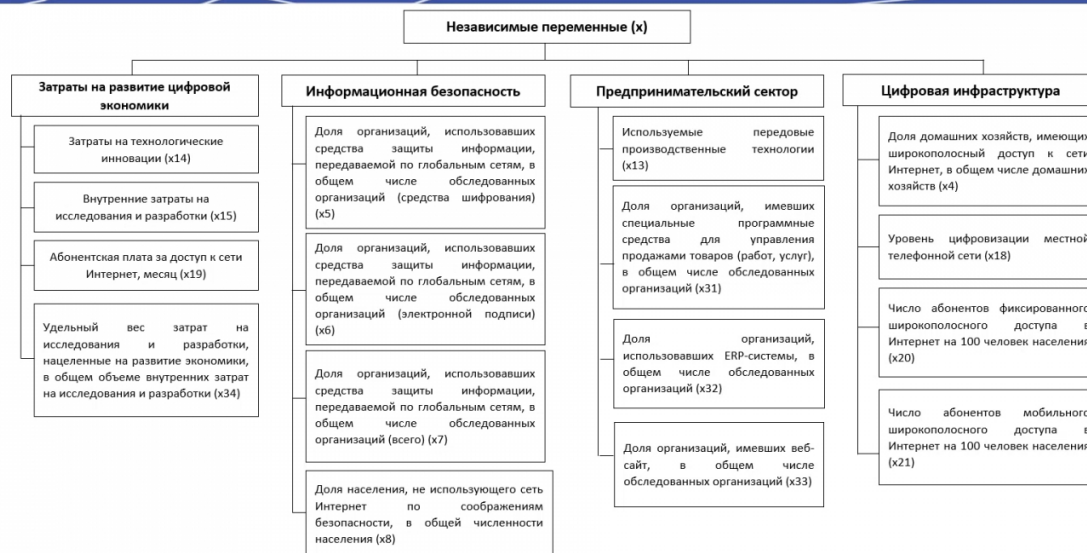 Независимые переменные (x)
Затраты на развитие цифровой
экономики
Затраты на технологические
инновации (x14)
Внутренние затраты на
исследования и разработки (x15)
Абонентская плата за доступ к сети
Интернет, месяц (x19)
Удельный вес затрат на
исследования и разработки,
нацеленные на развитие экономики,
в общем объеме внутренних затрат
на исследования и разработки (x34)
Информационная безопасность
Доля организаций, использовавших
средства защиты информации,
передаваемой по глобальным сетям, в
общем числе обследованных
организаций (средства шифрования)
(x5)
Доля организаций, использовавших
средства защиты информации,
передаваемой по глобальным сетям, в
общем числе обследованных
организаций (электронной подписи)
(x6)
Доля организаций, использовавших
средства защиты информации,
передаваемой по глобальным сетям, в
общем числе обследованных
организаций (всего) (x7)
Доля населения, не использующего сеть
Интернет по соображениям
безопасности, в общей численности
населения (x8)
Предпринимательский сектор
Используемые передовые
производственные технологии
(x13)
Доля организаций, имевших
специальные программные
средства для управления
продажами товаров (работ, услуг),
в общем числе обследованных
организаций (x31)
Доля организаций,
использовавших ERP-системы, в
общем числе обследованных
организаций (x32)
Доля организаций, имевших веб-
сайт, в общем числе
обследованных организаций (x33)
Цифровая инфраструктура
Доля домашних хозяйств, имеющих
широкополосный доступ к сети
Интернет, в общем числе домашних
хозяйств (x4)
Уровень цифровизации местной
телефонной сети (x18)
Число абонентов фиксированного
широкополосного доступа в
Интернет на 100 человек населения
(x20)
Число абонентов мобильного
широкополосного доступа в
Интернет на 100 человек населения
(x21)